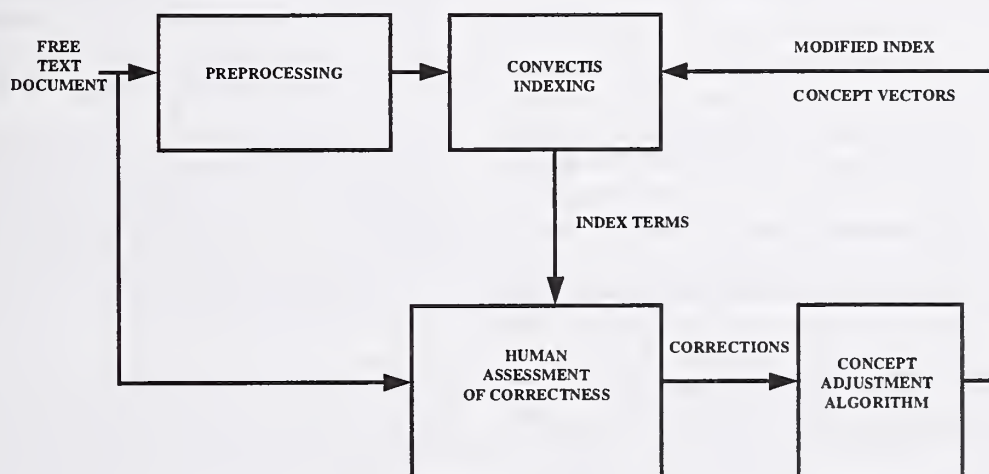 FREE
TEXT
DOCUMENT
PREPROCESSING
CONVECTIS
INDEXING
MODIFIED INDEX
CONCEPT VECTORS
INDEX TERMS
HUMAN
ASSESSMENT
OF CORRECTNESS
CORRECTIONS
CONCEPT
ADJUSTMENT
ALGORITHM